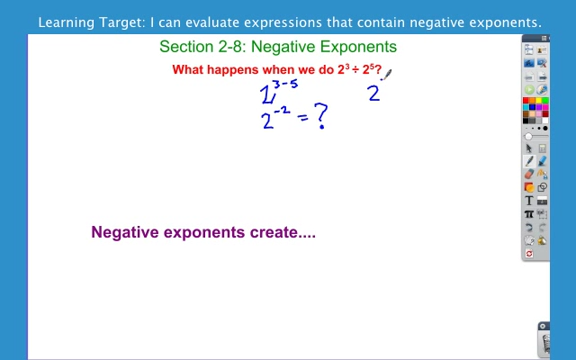 Learning Target: I can evaluate expressions that contain negative exponents.
Section 2-8: Negative Exponents
What happens when we do 2³ ÷ 2⁵?
2³⁻⁵ 2
2⁻² = ?
Negative exponents create....